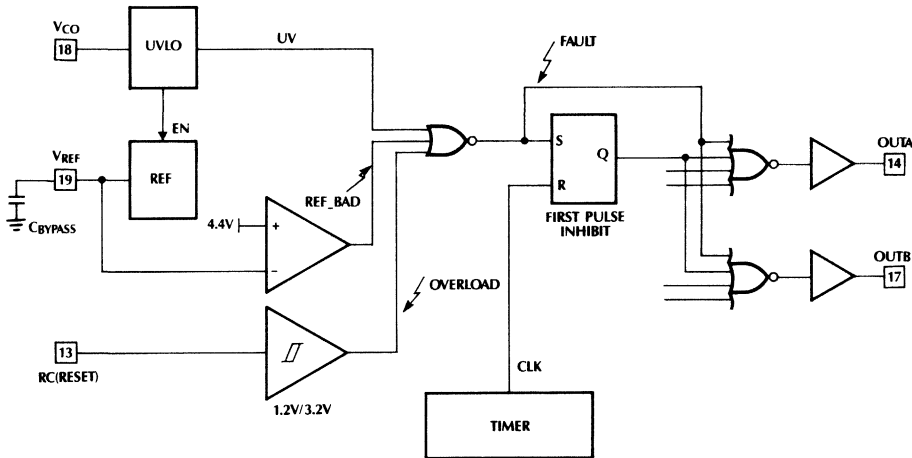 VCO
18
UVLO
UV
FAULT
EN
VREF
19
REF
CBYPASS
REF_BAD
4.4V
+
−
S
Q
R
FIRST PULSE
INHIBIT
OUTA
14
OUTB
17
OVERLOAD
13
RC(RESET)
1.2V/3.2V
CLK
TIMER